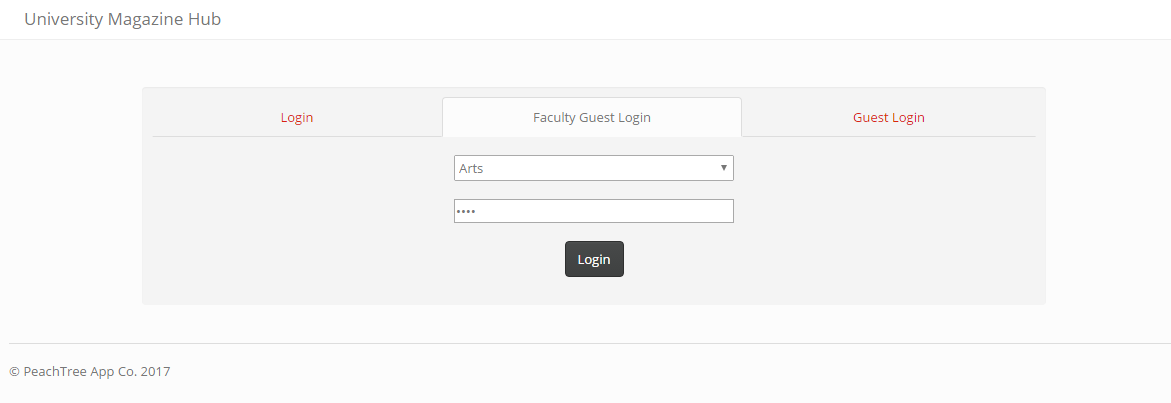 University Magazine Hub
Login Faculty Guest Login Guest Login
Arts
••••
Login
© PeachTree App Co. 2017